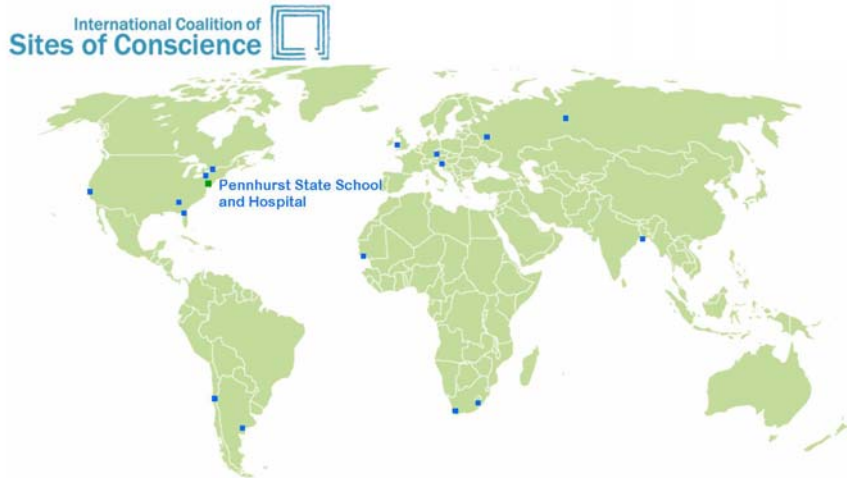 International Coalition of
Sites of Conscience
Pennhurst State School
and Hospital